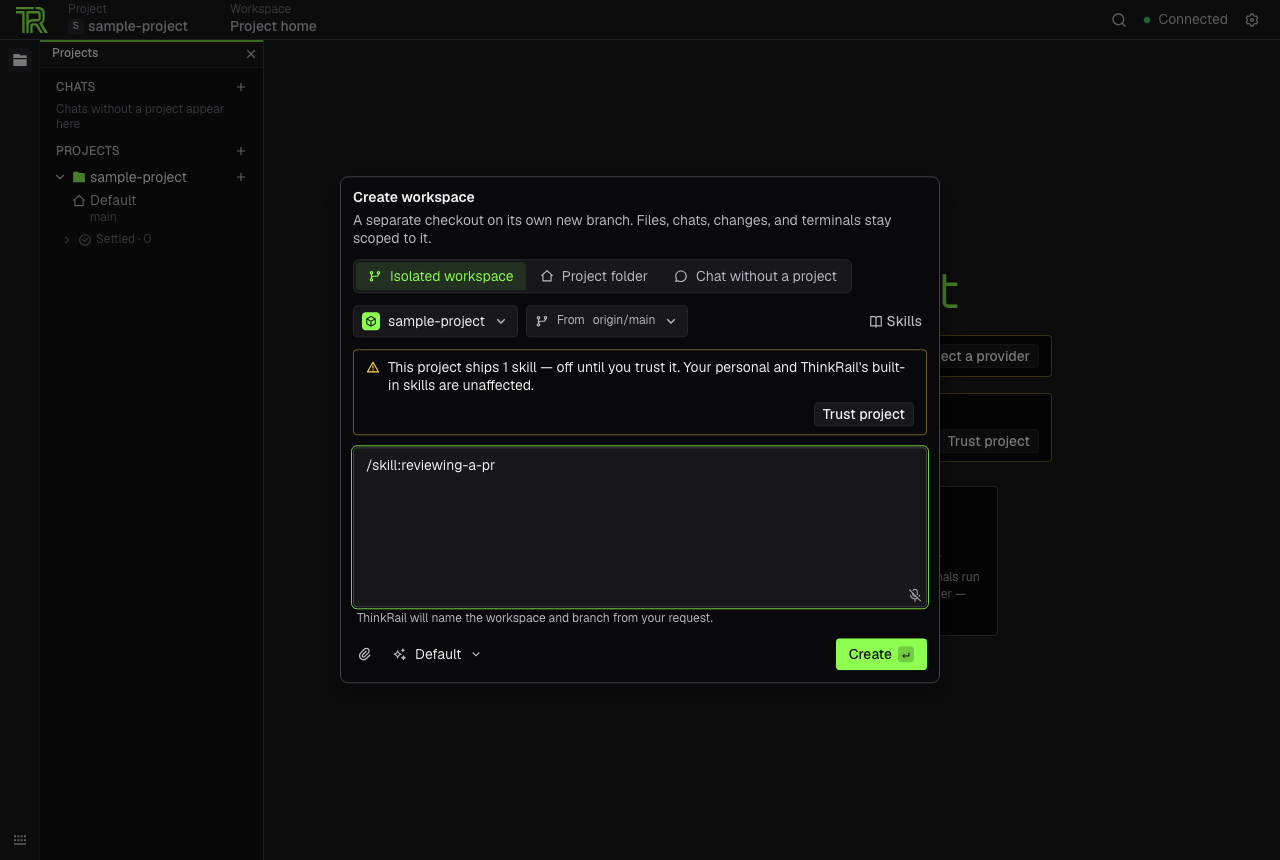 Project
Workspace
S sample-project
Project home
Connected
Projects
CHATS
Chats without a project appear
here
PROJECTS
sample-project
Default
main
Settled · 0
Create workspace
A separate checkout on its own new branch. Files, chats, changes, and terminals stay
scoped to it.
Isolated workspace
Project folder
Chat without a project
sample-project
From origin/main
Skills
This project ships 1 skill — off until you trust it. Your personal and ThinkRail's built-
in skills are unaffected.
Trust project
/skill:reviewing-a-pr
ThinkRail will name the workspace and branch from your request.
Default
Create
t
ect a provider
Trust project
nals run
er —